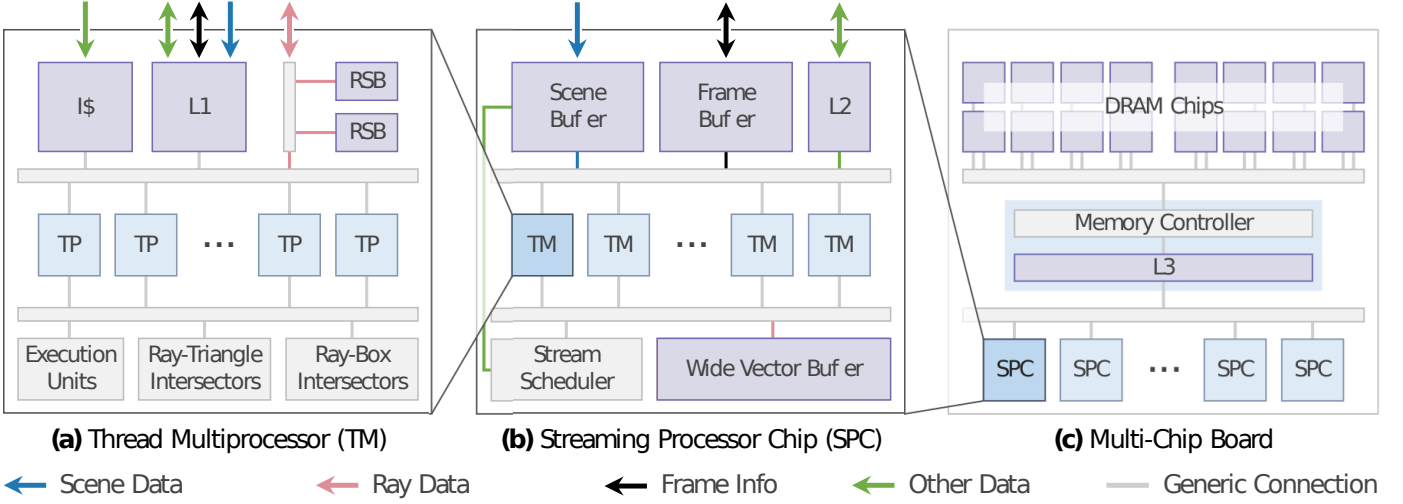 I$
L1
RSB
RSB
TP
TP
...
TP
TP
Execution
Units
Ray-Triangle
Intersectors
Ray-Box
Intersectors
(a) Thread Multiprocessor (TM)
Scene
Buf er
Frame
Buf er
L2
TM
TM
...
TM
TM
Stream
Scheduler
Wide Vector Buf er
(b) Streaming Processor Chip (SPC)
DRAM Chips
Memory Controller
L3
SPC
SPC
...
SPC
SPC
(c) Multi-Chip Board
Scene Data
Ray Data
Frame Info
Other Data
Generic Connection